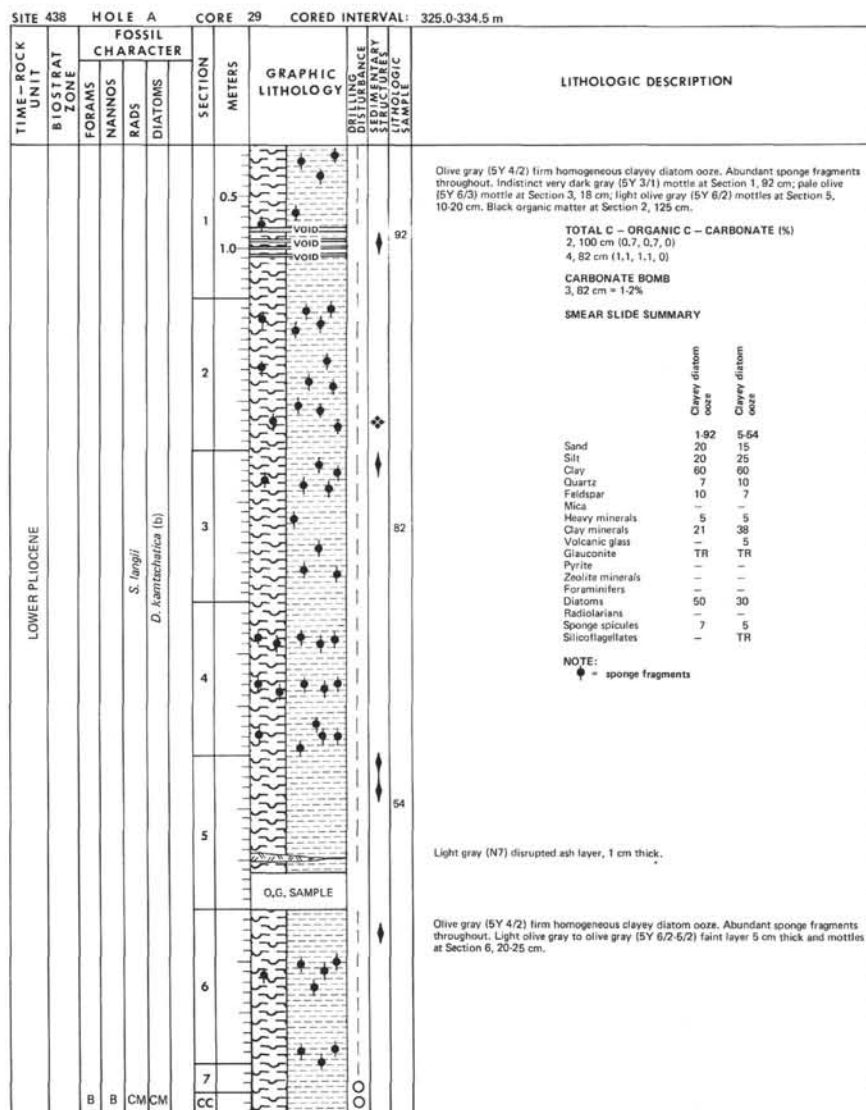 SITE 438 HOLE A CORE 29 CORED INTERVAL: 325.0-334.5 m
TIME-ROCK UNIT
BIOSTRAT ZONE
FOSSIL CHARACTER
FORAMS
NANNOS
RADS
DIATOMS
SECTION
METERS
GRAPHIC LITHOLOGY
DRILLING DISTURBANCE
SEDIMENTARY STRUCTURES
LITHOLOGIC SAMPLE
LITHOLOGIC DESCRIPTION
LOWER PLIOCENE
S. langii
D. kamtschatica (b)
0.5
1
1.0
VOID
VOID
VOID
92
2
3
82
4
5
54
O.G. SAMPLE
6
7
B B CM CM CC
Olive gray (5Y 4/2) firm homogeneous clayey diatom ooze. Abundant sponge fragments
throughout. Indistinct very dark gray (5Y 3/1) mottle at Section 1, 92 cm; pale olive
(5Y 6/3) mottle at Section 3, 18 cm; light olive gray (5Y 6/2) mottles at Section 5,
10-20 cm. Black organic matter at Section 2, 125 cm.
TOTAL C – ORGANIC C – CARBONATE (%)
2, 100 cm (0.7, 0.7, 0)
4, 82 cm (1.1, 1.1, 0)
CARBONATE BOMB
3, 82 cm = 1-2%
SMEAR SLIDE SUMMARY
Clayey diatom ooze
Clayey diatom ooze
1-92 5-54
Sand 20 15
Silt 20 25
Clay 60 60
Quartz 7 10
Feldspar 10 7
Mica – –
Heavy minerals 5 5
Clay minerals 21 38
Volcanic glass – 5
Glauconite TR TR
Pyrite – –
Zeolite minerals – –
Foraminifers – –
Diatoms 50 30
Radiolarians – –
Sponge spicules 7 5
Silicoflagellates – TR
NOTE:
= sponge fragments
Light gray (N7) disrupted ash layer, 1 cm thick.
Olive gray (5Y 4/2) firm homogeneous clayey diatom ooze. Abundant sponge fragments
throughout. Light olive gray to olive gray (5Y 6/2-5/2) faint layer 5 cm thick and mottles
at Section 6, 20-25 cm.